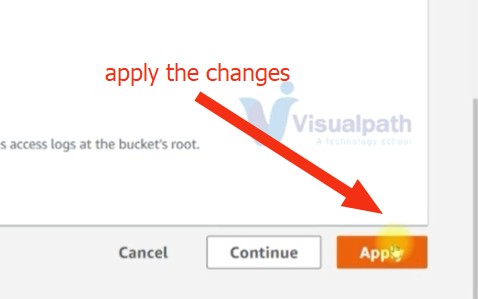 apply the changes
Visualpath
A technology school
s access logs at the bucket's root.
Cancel
Continue
Apply